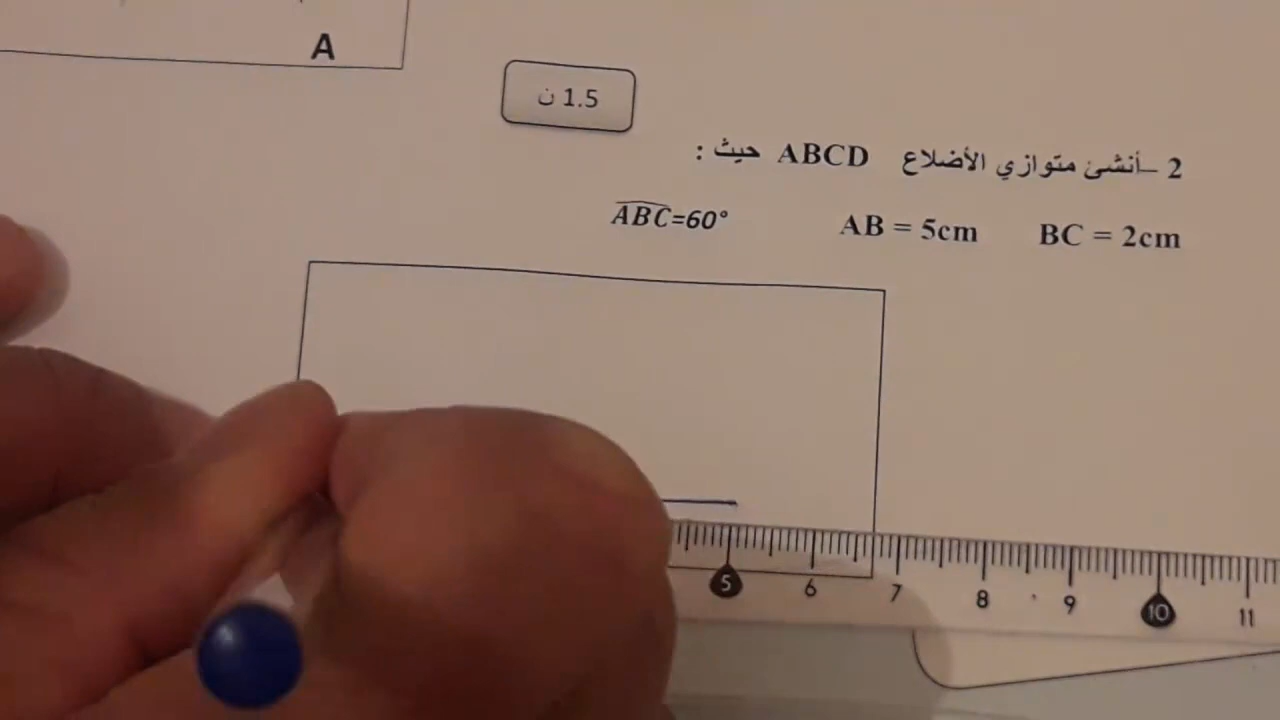 A
1.5 ن
2 –أنشئ متوازي الأضلاع ABCD حيث :
BC = 2cm AB = 5cm ABC=60°
5 6 7 8 9 10 11